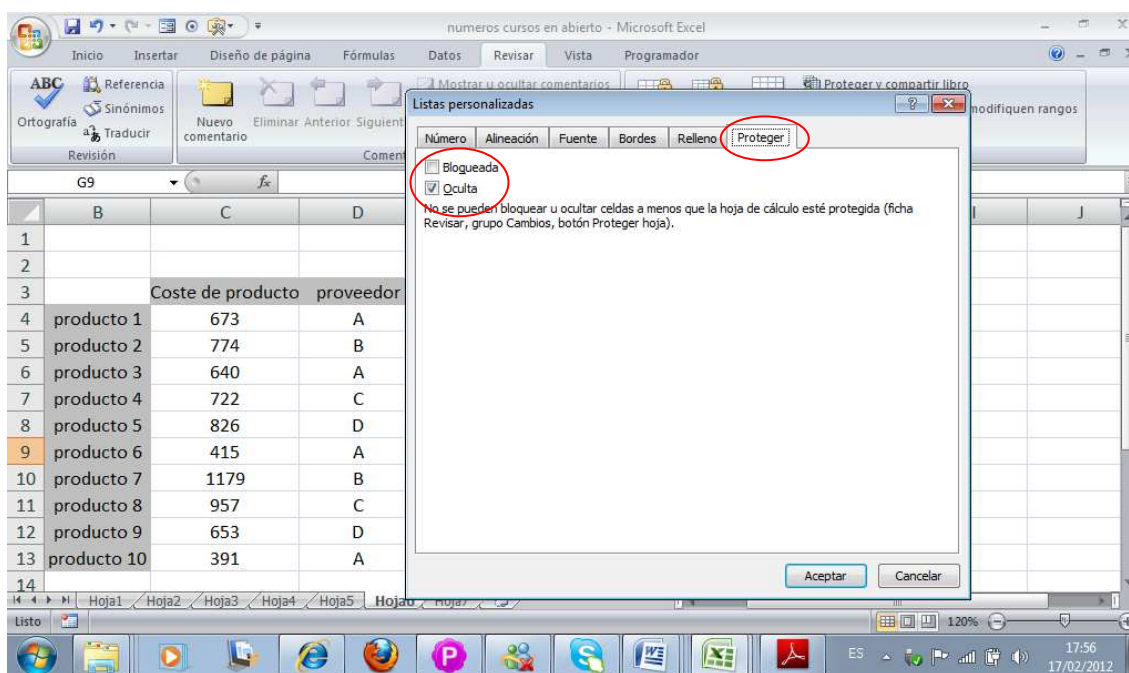 numeros cursos en abierto - Microsoft Excel
Inicio Insertar Diseño de página Fórmulas Datos Revisar Vista Programador
ABC
Ortografía
Referencia
Sinónimos
Traducir
Revisión
Nuevo comentario
Eliminar Anterior Siguient
Mostrar u ocultar comentarios
Coment
Proteger y compartir libro
modifiquen rangos
Listas personalizadas
Número Alineación Fuente Bordes Relleno Proteger
Bloqueada
Oculta
No se pueden bloquear u ocultar celdas a menos que la hoja de cálculo esté protegida (ficha
Revisar, grupo Cambios, botón Proteger hoja).
Aceptar Cancelar
G9 fx
B C D I J
1
2
3 Coste de producto proveedor
4 producto 1 673 A
5 producto 2 774 B
6 producto 3 640 A
7 producto 4 722 C
8 producto 5 826 D
9 producto 6 415 A
10 producto 7 1179 B
11 producto 8 957 C
12 producto 9 653 D
13 producto 10 391 A
14
Hoja1 Hoja2 Hoja3 Hoja4 Hoja5 Hoja6 Hoja7
Listo 120%
ES 17:56
17/02/2012